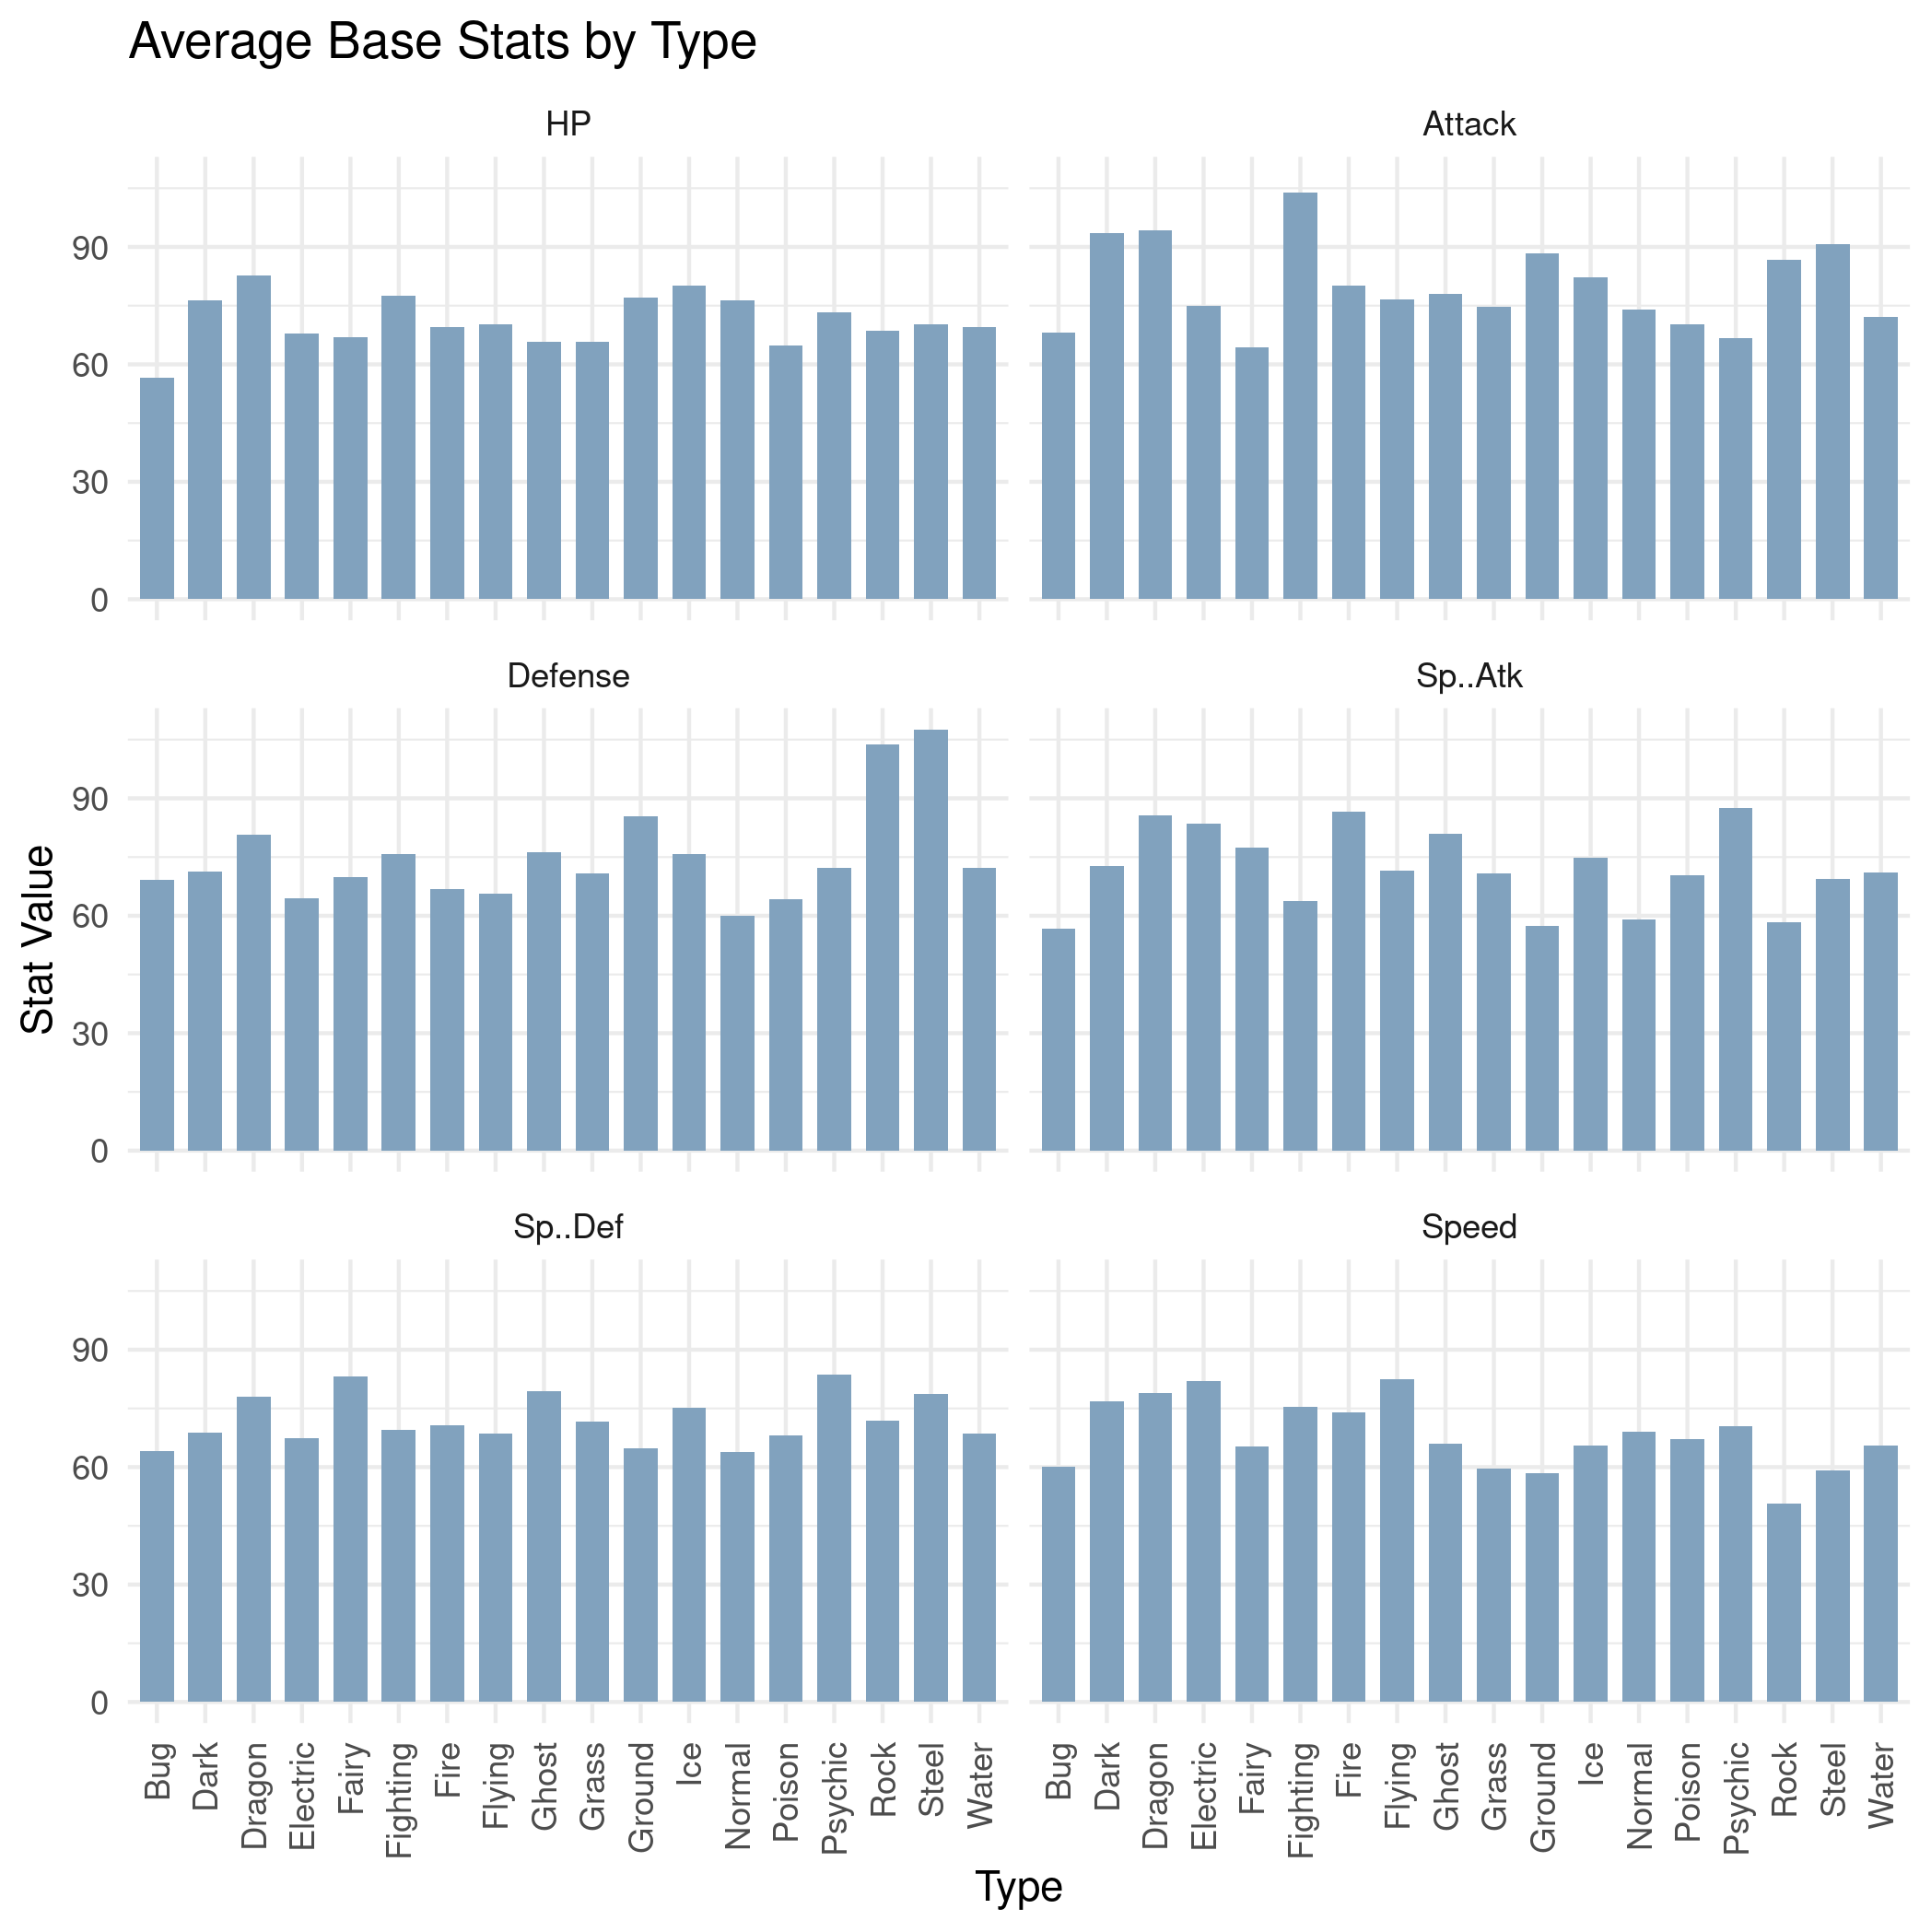 Average Base Stats by Type
HP
Attack
90
60
30
0
Defense
Sp..Atk
Stat Value
90
60
30
0
Sp..Def
Speed
90
60
30
0
Bug Dark Dragon Electric Fairy Fighting Fire Flying Ghost Grass Ground Ice Normal Poison Psychic Rock Steel Water
Bug Dark Dragon Electric Fairy Fighting Fire Flying Ghost Grass Ground Ice Normal Poison Psychic Rock Steel Water
Type